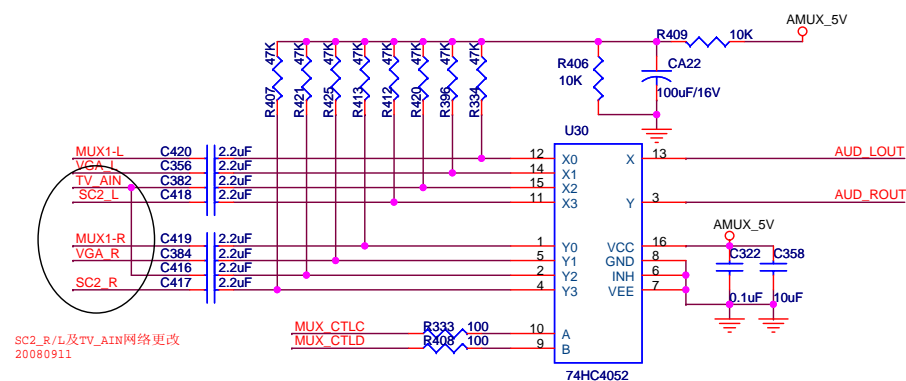 AMUX_5V
R409 10K
47K 47K 47K 47K 47K 47K 47K 47K
R407 R421 R425 R413 R412 R420 R396 R334
R406
10K
CA22
100uF/16V
U30
MUX1-L C420 2.2uF 12 X0 X 13 AUD_LOUT
VGA_L C356 2.2uF 14 X1
TV_AIN C382 2.2uF 15 X2
SC2_L C418 2.2uF 11 X3 Y 3 AUD_ROUT
AMUX_5V
MUX1-R C419 2.2uF 1 Y0 VCC 16
VGA_R C384 2.2uF 5 Y1 GND 8 C322 C358
C416 2.2uF 2 Y2 INH 6
SC2_R C417 2.2uF 4 Y3 VEE 7 0.1uF 10uF
MUX_CTLC R333 100 10 A
MUX_CTLD R408 100 9 B
SC2_R/L及TV_AIN网络更改
20080911
74HC4052